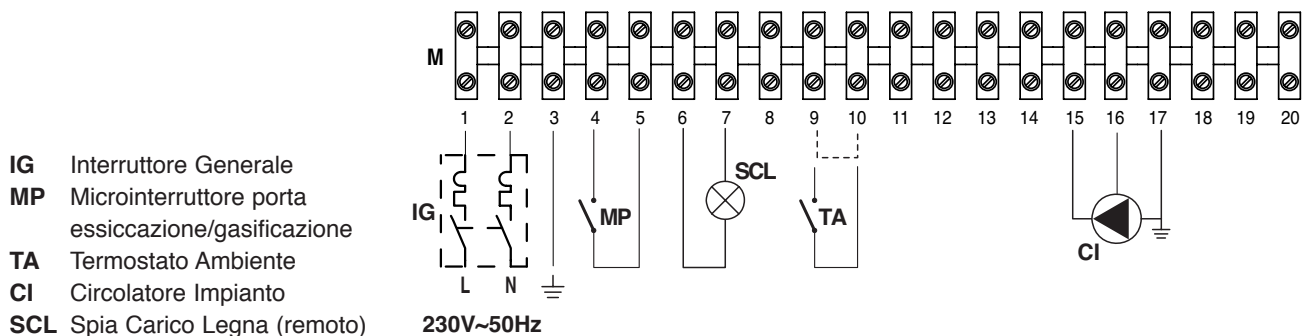 M
1 2 3 4 5 6 7 8 9 10 11 12 13 14 15 16 17 18 19 20
IG Interruttore Generale
MP Microinterruttore porta
essiccazione/gasificazione
TA Termostato Ambiente
CI Circolatore Impianto
SCL Spia Carico Legna (remoto)
IG
MP
SCL
TA
CI
L N
230V~50Hz